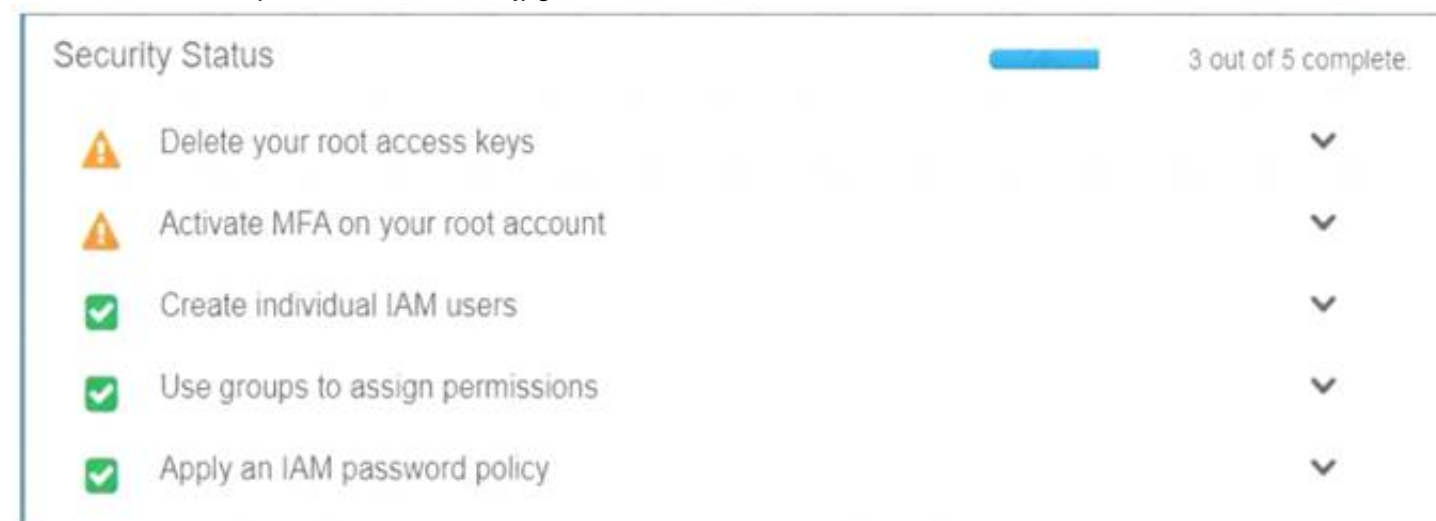 Security Status
3 out of 5 complete.
Delete your root access keys
Activate MFA on your root account
Create individual IAM users
Use groups to assign permissions
Apply an IAM password policy